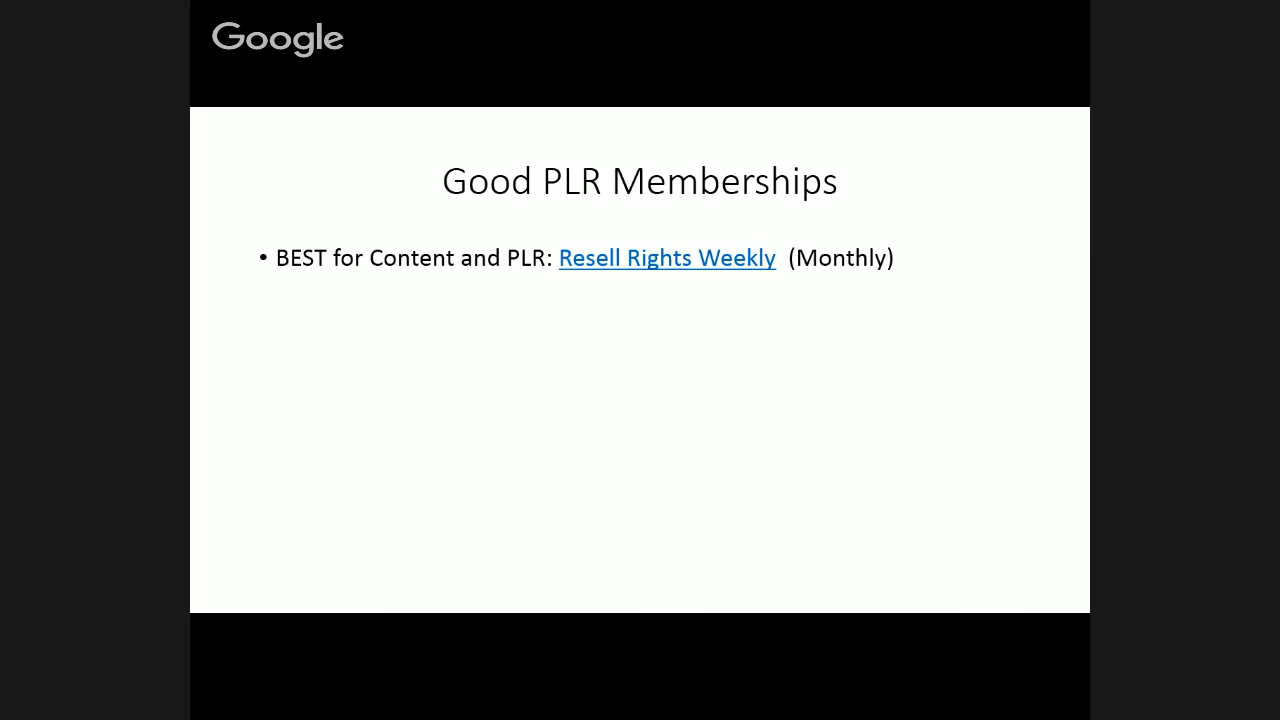 Google
Good PLR Memberships
• BEST for Content and PLR: Resell Rights Weekly (Monthly)